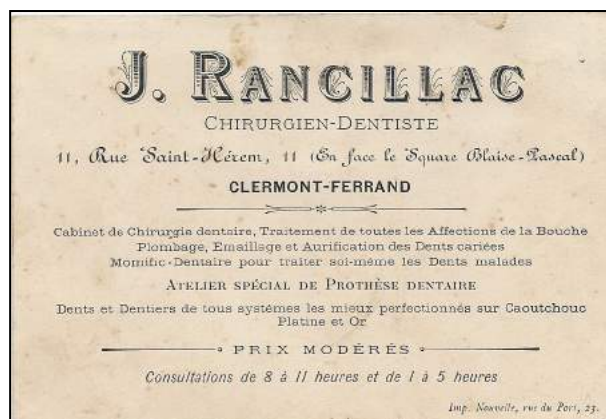 J. RANCILLAC
CHIRURGIEN-DENTISTE
11, Rue Saint-Hérem, 11 (En face le Square Blaise-Pascal)
CLERMONT-FERRAND
Cabinet de Chirurgie dentaire, Traitement de toutes les Affections de la Bouche
Plombage, Emaillage et Aurification des Dents cariées
Momific-Dentaire pour traiter soi-même les Dents malades
ATELIER SPÉCIAL DE PROTHÈSE DENTAIRE
Dents et Dentiers de tous systèmes les mieux perfectionnés sur Caoutchouc
Platine et Or
PRIX MODÉRÉS
Consultations de 8 à 11 heures et de 1 à 5 heures
Imp. Nouvelle, rue du Port, 23.